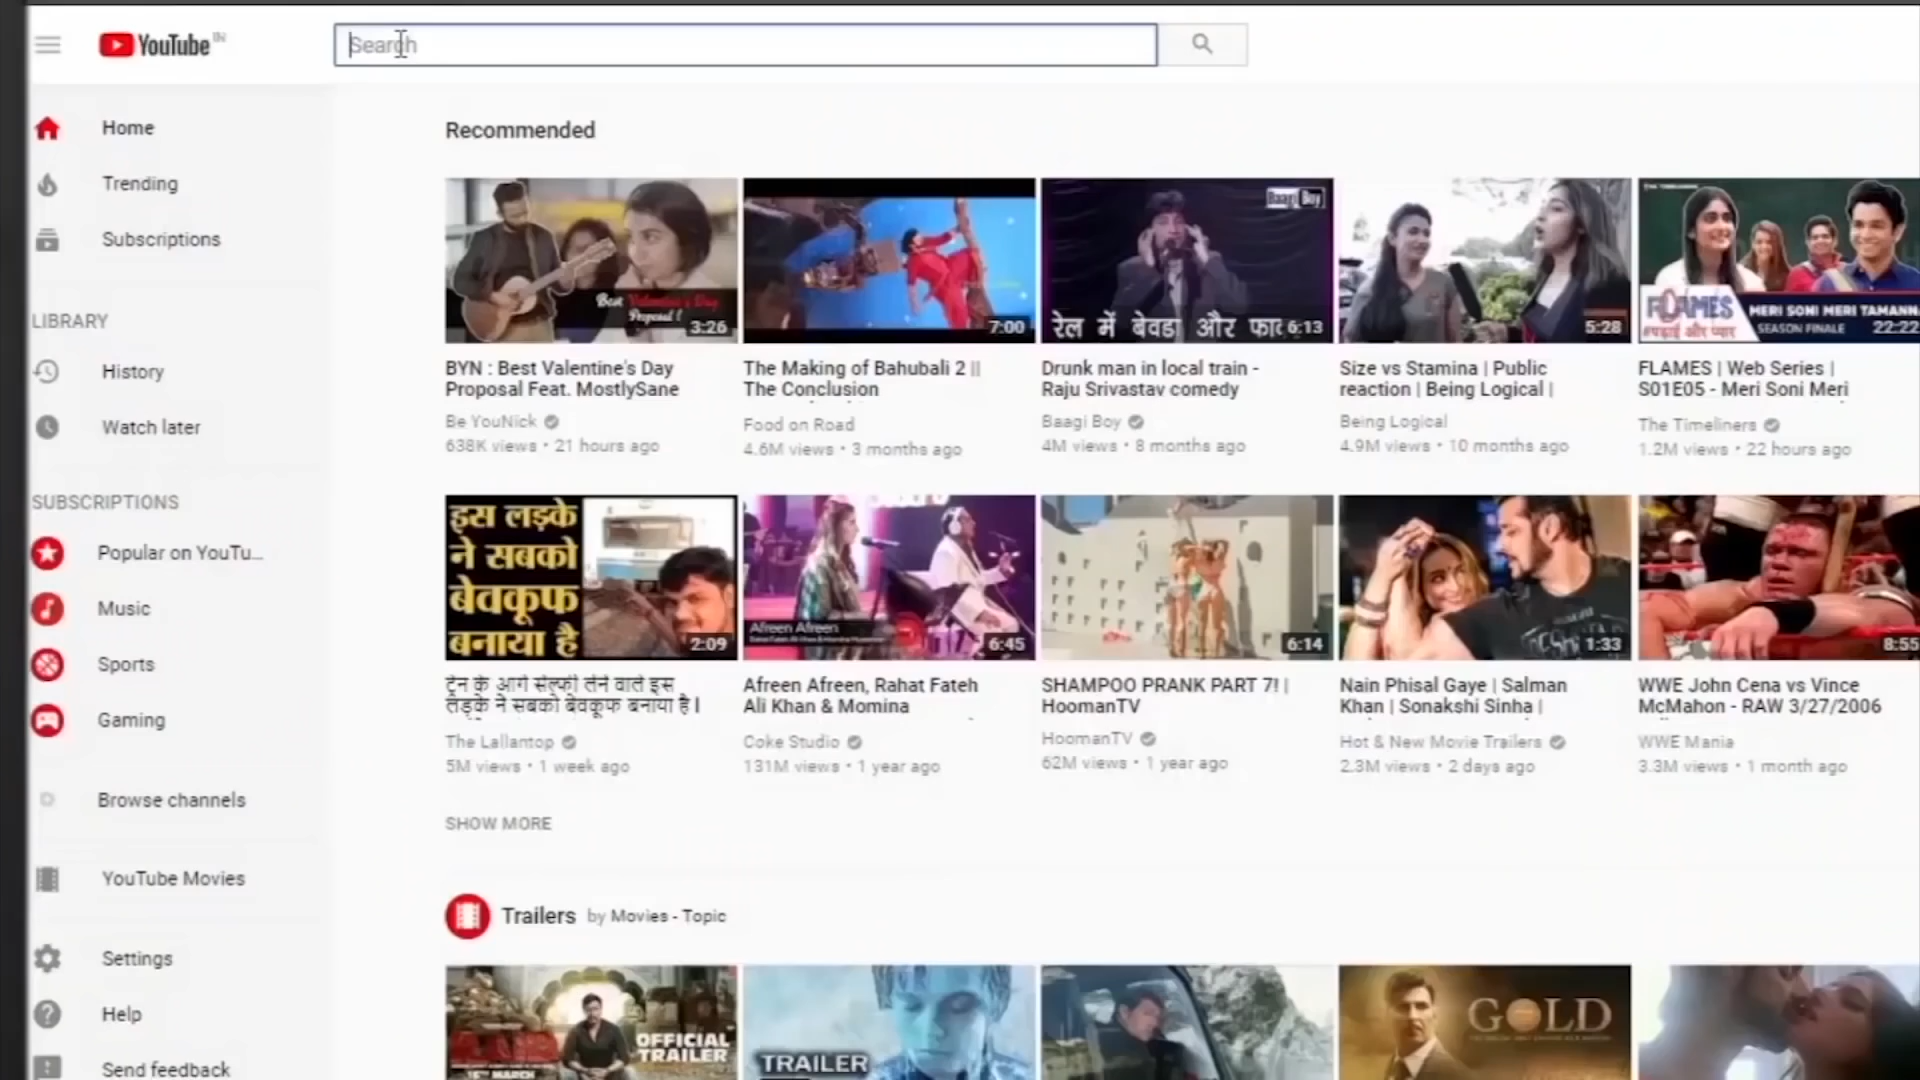 YouTube IN
Search
Home
Trending
Subscriptions
LIBRARY
History
Watch later
SUBSCRIPTIONS
Popular on YouTu...
Music
Sports
Gaming
Browse channels
YouTube Movies
Settings
Help
Send feedback
Recommended
Best Valentine's Day
Proposal !
3:26
7:00
Baagi Boy
रेल में बेवडा और
6:13
5:28
FLAMES
MERI SONI MERI TAMANN
SEASON FINALE
22:22
BYN : Best Valentine's Day
Proposal Feat. MostlySane
Be YouNick
638K views • 21 hours ago
The Making of Bahubali 2 ||
The Conclusion
Food on Road
4.6M views • 3 months ago
Drunk man in local train -
Raju Srivastav comedy
Baagi Boy
4M views • 8 months ago
Size vs Stamina | Public
reaction | Being Logical |
Being Logical
4.9M views • 10 months ago
FLAMES | Web Series |
S01E05 - Meri Soni Meri
The Timeliners
1.2M views • 22 hours ago
इस लड़के
ने सबको
बेवकूफ
बनाया है
2:09
Afreen Afreen
6:45
6:14
1:33
8:55
ट्रेन के आगे सेल्फी लेने वाले इस
लड़के ने सबको बेवकूफ बनाया है l
The Lallantop
5M views • 1 week ago
Afreen Afreen, Rahat Fateh
Ali Khan & Momina
Coke Studio
131M views • 1 year ago
SHAMPOO PRANK PART 7! |
HoomanTV
HoomanTV
62M views • 1 year ago
Nain Phisal Gaye | Salman
Khan | Sonakshi Sinha |
Hot & New Movie Trailers
2.3M views • 2 days ago
WWE John Cena vs Vince
McMahon - RAW 3/27/2006
WWE Mania
3.3M views • 1 month ago
SHOW MORE
Trailers by Movies - Topic
OFFICIAL
TRAILER
16TH MARCH
TRAILER
GOLD